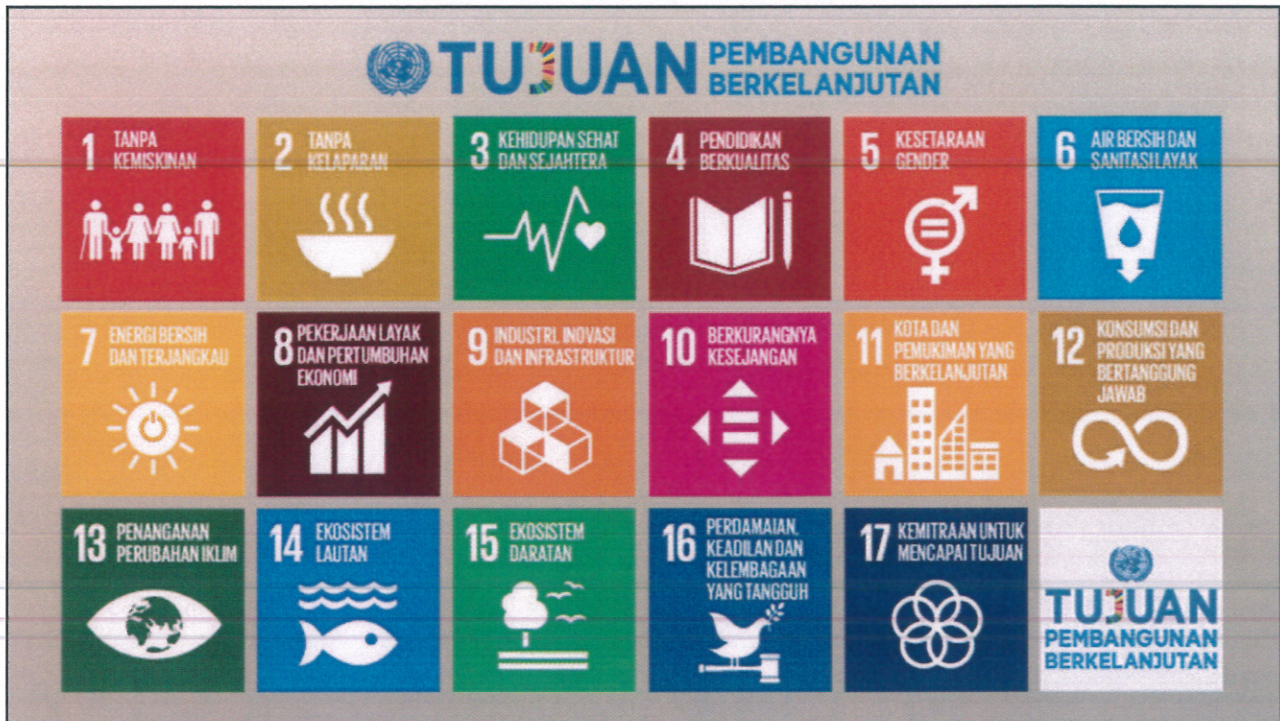 TUJUAN PEMBANGUNAN
BERKELANJUTAN
1 TANPA
KEMISKINAN
2 TANPA
KELAPARAN
3 KEHIDUPAN SEHAT
DAN SEJAHTERA
4 PENDIDIKAN
BERKUALITAS
5 KESETARAAN
GENDER
6 AIR BERSIH DAN
SANITASI LAYAK
7 ENERGI BERSIH
DAN TERJANGKAU
8 PEKERJAAN LAYAK
DAN PERTUMBUHAN
EKONOMI
9 INDUSTRI, INOVASI
DAN INFRASTRUKTUR
10 BERKURANGNYA
KESEJANGAN
11 KOTA DAN
PEMUKIMAN YANG
BERKELANJUTAN
12 KONSUMSI DAN
PRODUKSI YANG
BERTANGGUNG
JAWAB
13 PENANGANAN
PERUBAHAN IKLIM
14 EKOSISTEM
LAUTAN
15 EKOSISTEM
DARATAN
16 PERDAMAIAN,
KEADILAN DAN
KELEMBAGAAN
YANG TANGGUH
17 KEMITRAAN UNTUK
MENCAPAI TUJUAN
TUJUAN
PEMBANGUNAN
BERKELANJUTAN